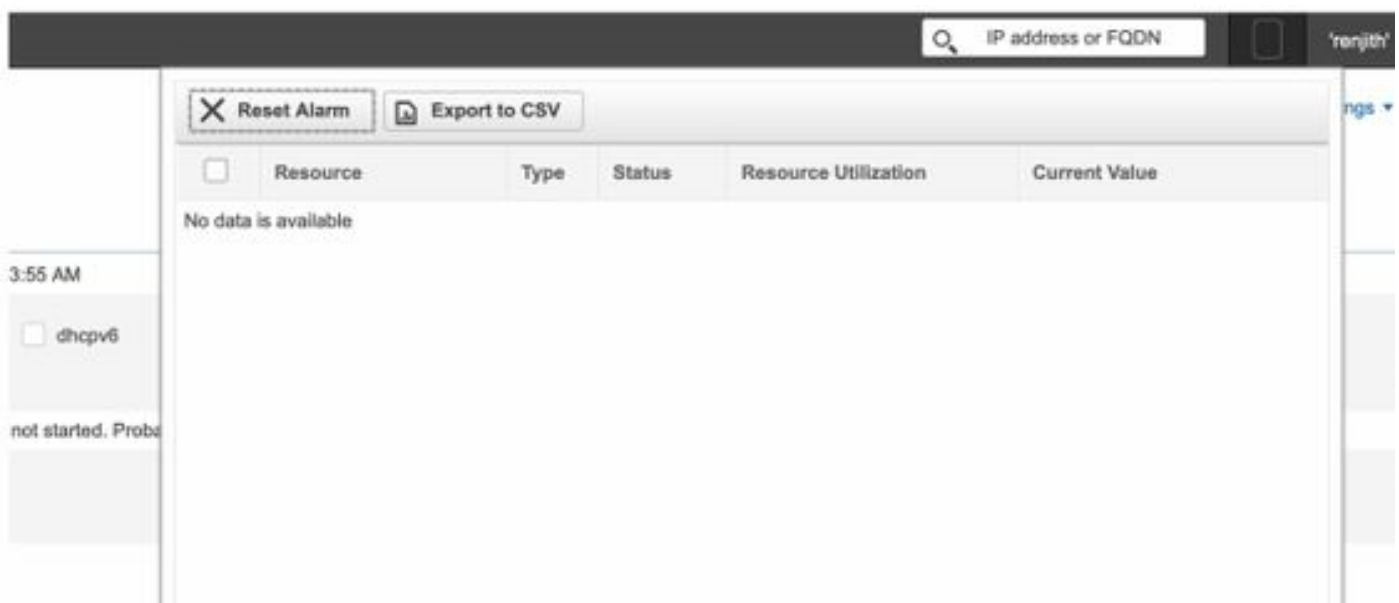 IP address or FQDN 'renjith'
Reset Alarm Export to CSV ngs
Resource Type Status Resource Utilization Current Value
No data is available
3:55 AM
dhcpv6
not started. Proba